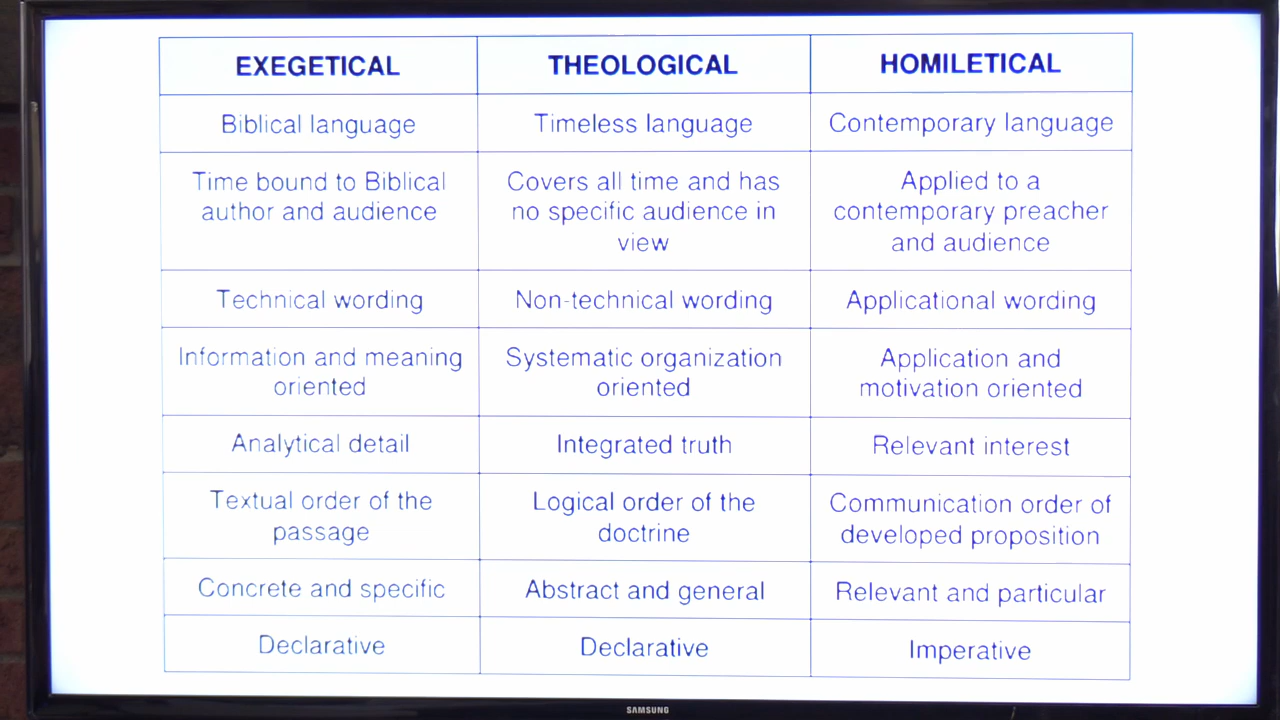 EXEGETICAL THEOLOGICAL HOMILETICAL
Biblical language Timeless language Contemporary language
Time bound to Biblical
author and audience
Covers all time and has
no specific audience in
view
Applied to a
contemporary preacher
and audience
Technical wording Non-technical wording Applicational wording
Information and meaning
oriented
Systematic organization
oriented
Application and
motivation oriented
Analytical detail Integrated truth Relevant interest
Textual order of the
passage
Logical order of the
doctrine
Communication order of
developed proposition
Concrete and specific Abstract and general Relevant and particular
Declarative Declarative Imperative
SAMSUNG